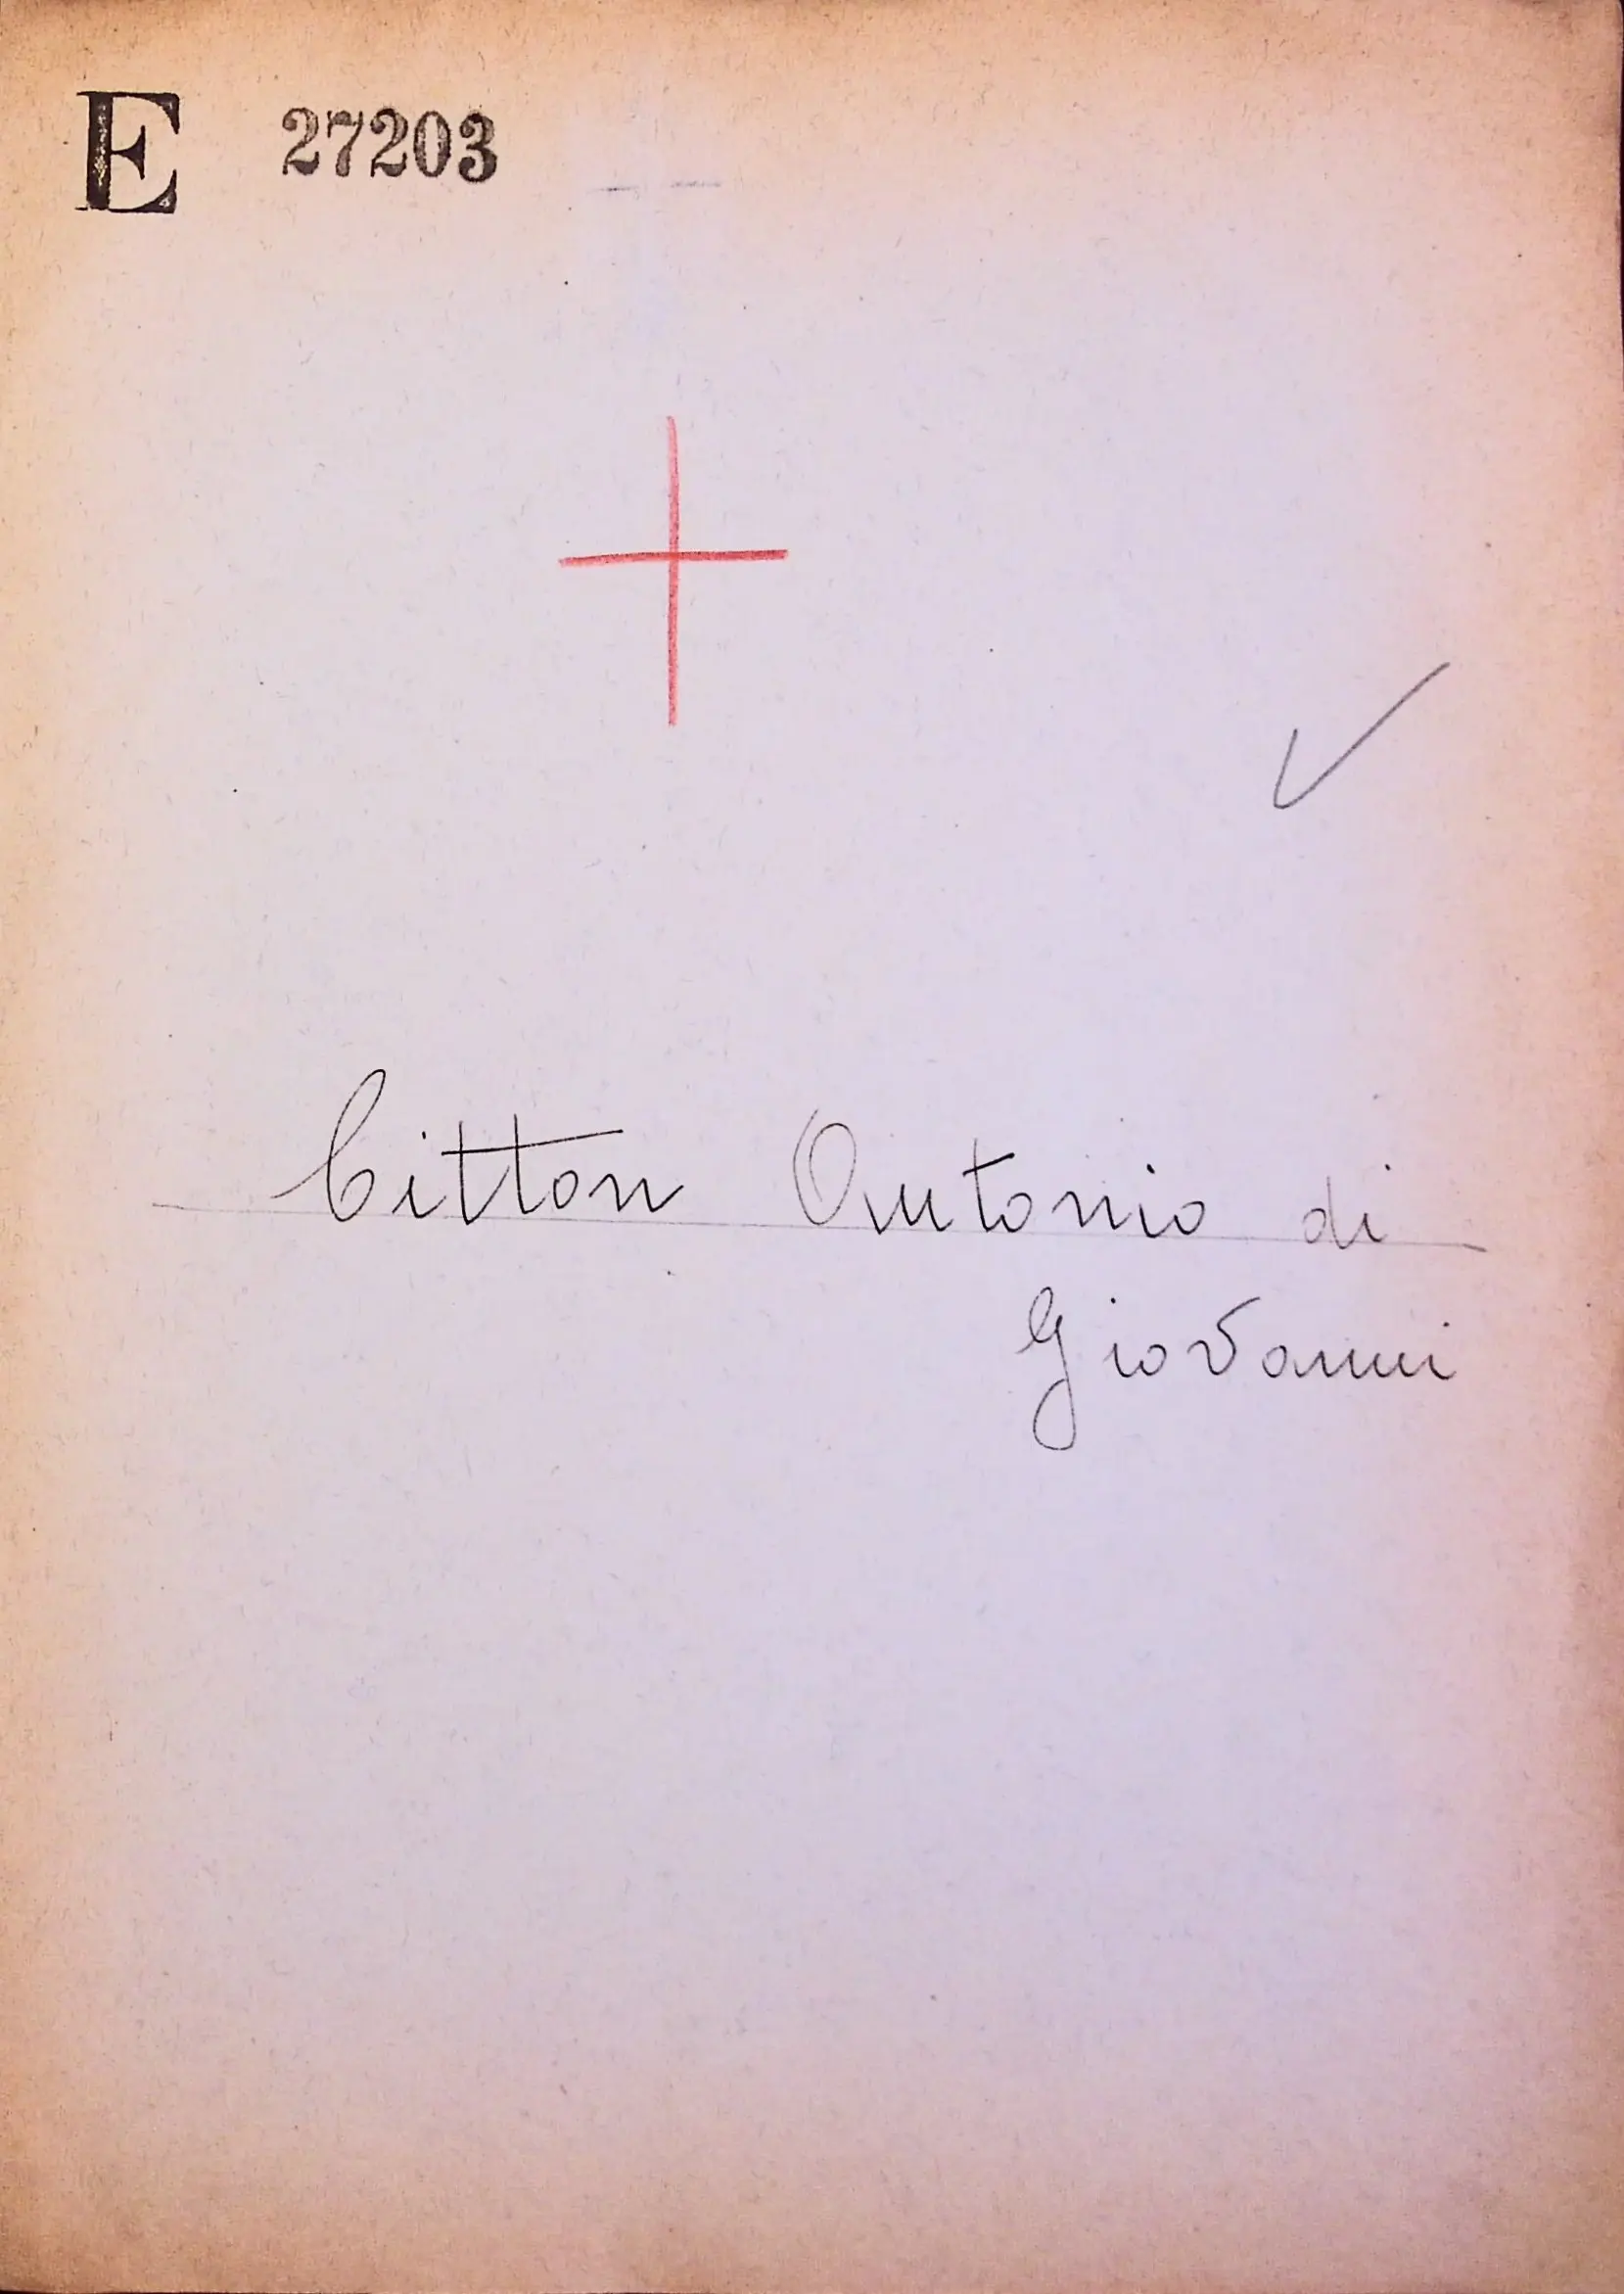 E 27203
Citton Antonio di
Giovanni